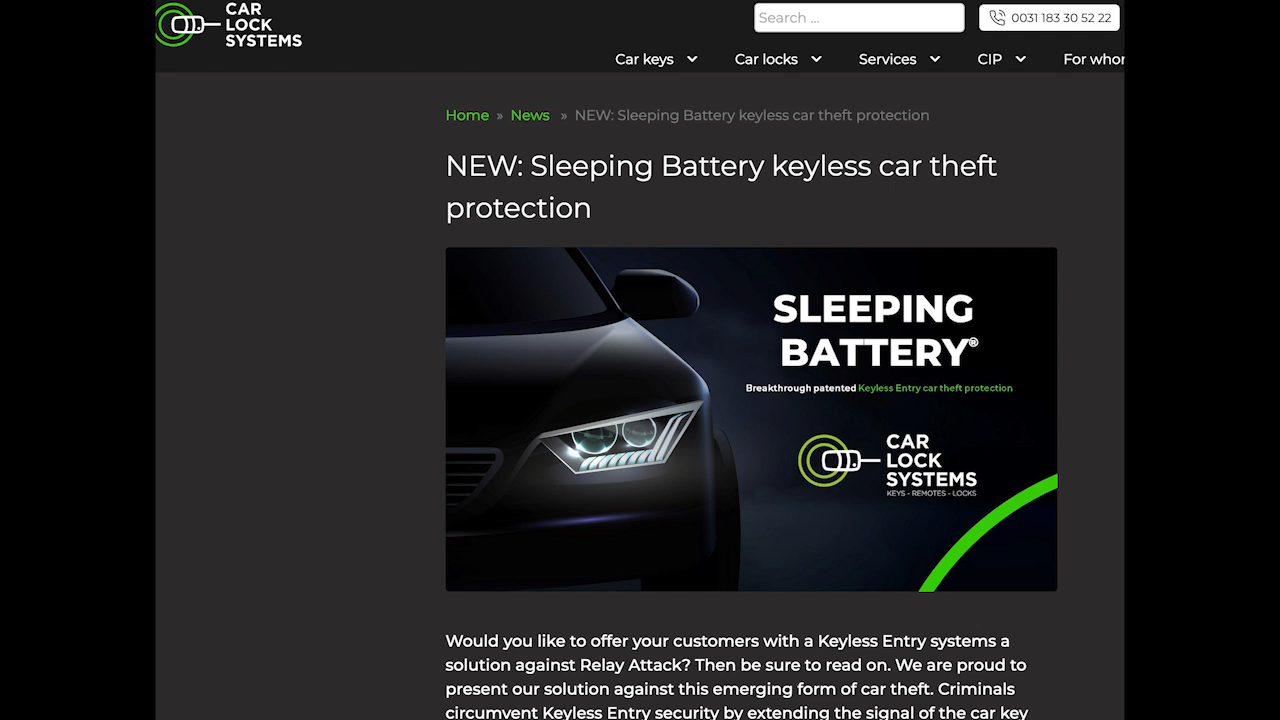 CAR
LOCK
SYSTEMS
Search ...
0031 183 30 52 22
Car keys
Car locks
Services
CIP
For whor
Home » News » NEW: Sleeping Battery keyless car theft protection
NEW: Sleeping Battery keyless car theft
protection
SLEEPING
BATTERY®
Breakthrough patented Keyless Entry car theft protection
CAR
LOCK
SYSTEMS
KEYS - REMOTES - LOCKS
Would you like to offer your customers with a Keyless Entry systems a
solution against Relay Attack? Then be sure to read on. We are proud to
present our solution against this emerging form of car theft. Criminals
circumvent Keyless Entry security by extending the signal of the car key